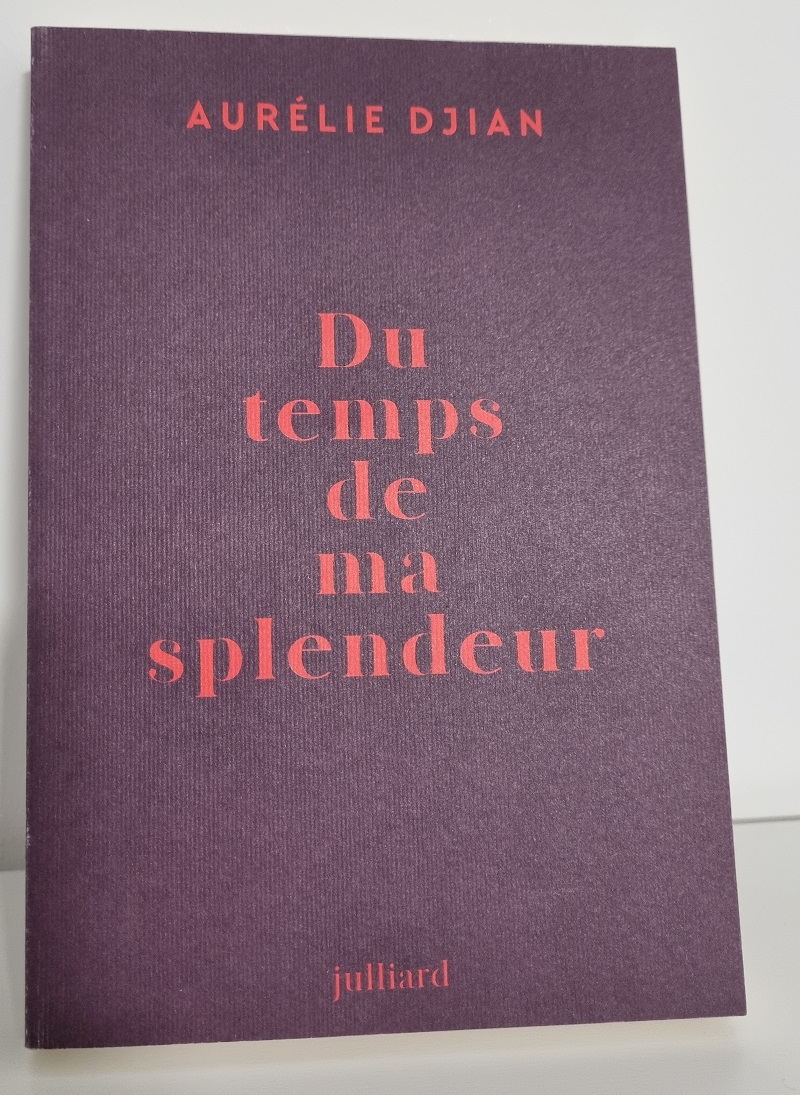 AURÉLIE DJIAN
Du
temps
de
ma
splendeur
julliard